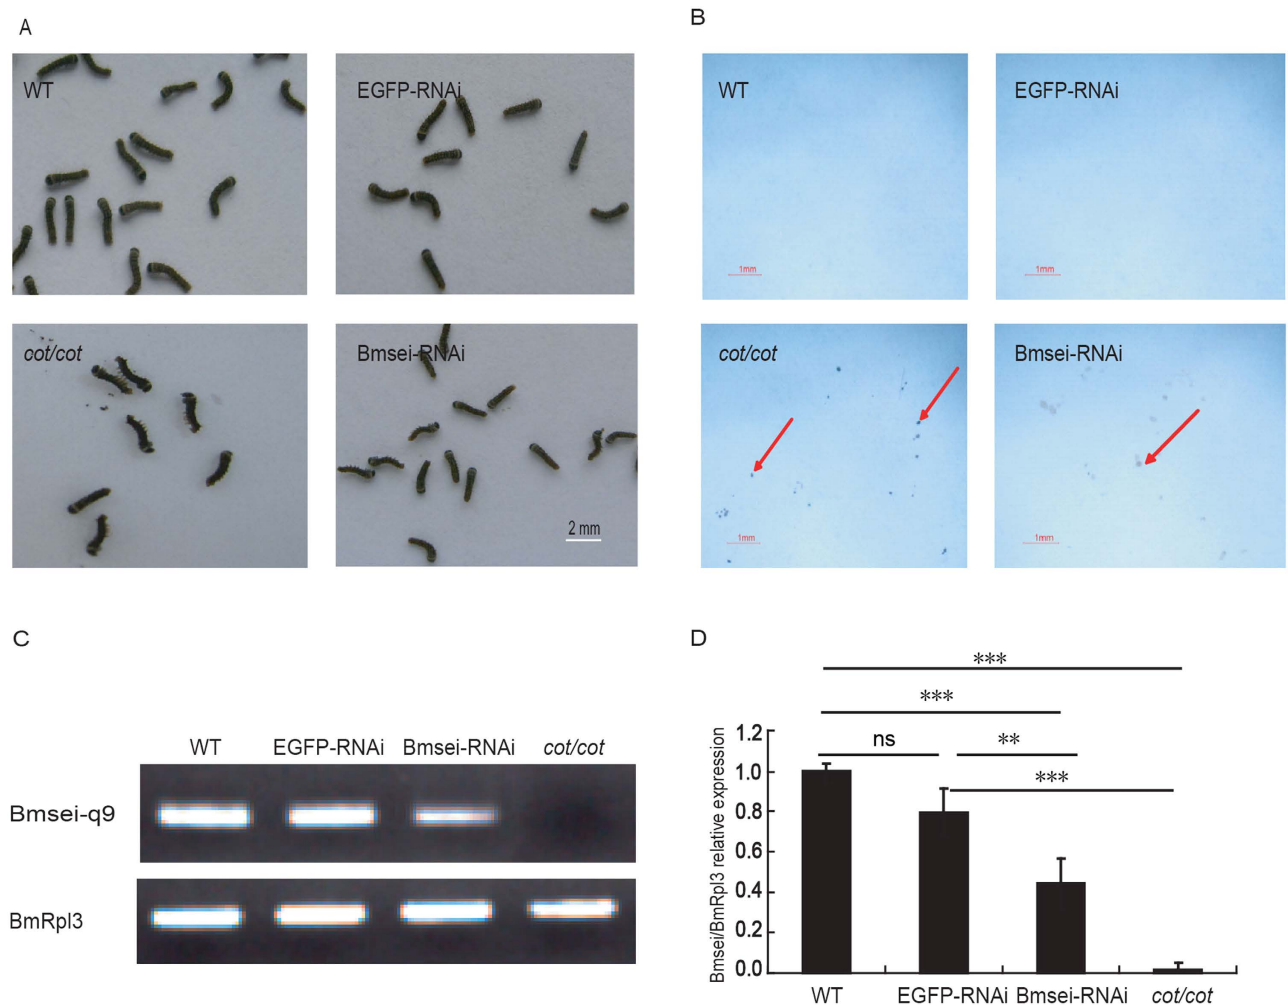 A
WT
EGFP-RNAi
cot/cot
Bmsei-RNAi
2 mm
B
WT
EGFP-RNAi
1mm
1mm
cot/cot
Bmsei-RNAi
1mm
1mm
C
WT EGFP-RNAi Bmsei-RNAi cot/cot
Bmsei-q9
BmRpl3
D
***
***
ns **
***
Bmsei/BmRpl3 relative expression
1.2
1.0
0.8
0.6
0.4
0.2
0.0
WT EGFP-RNAi Bmsei-RNAi cot/cot